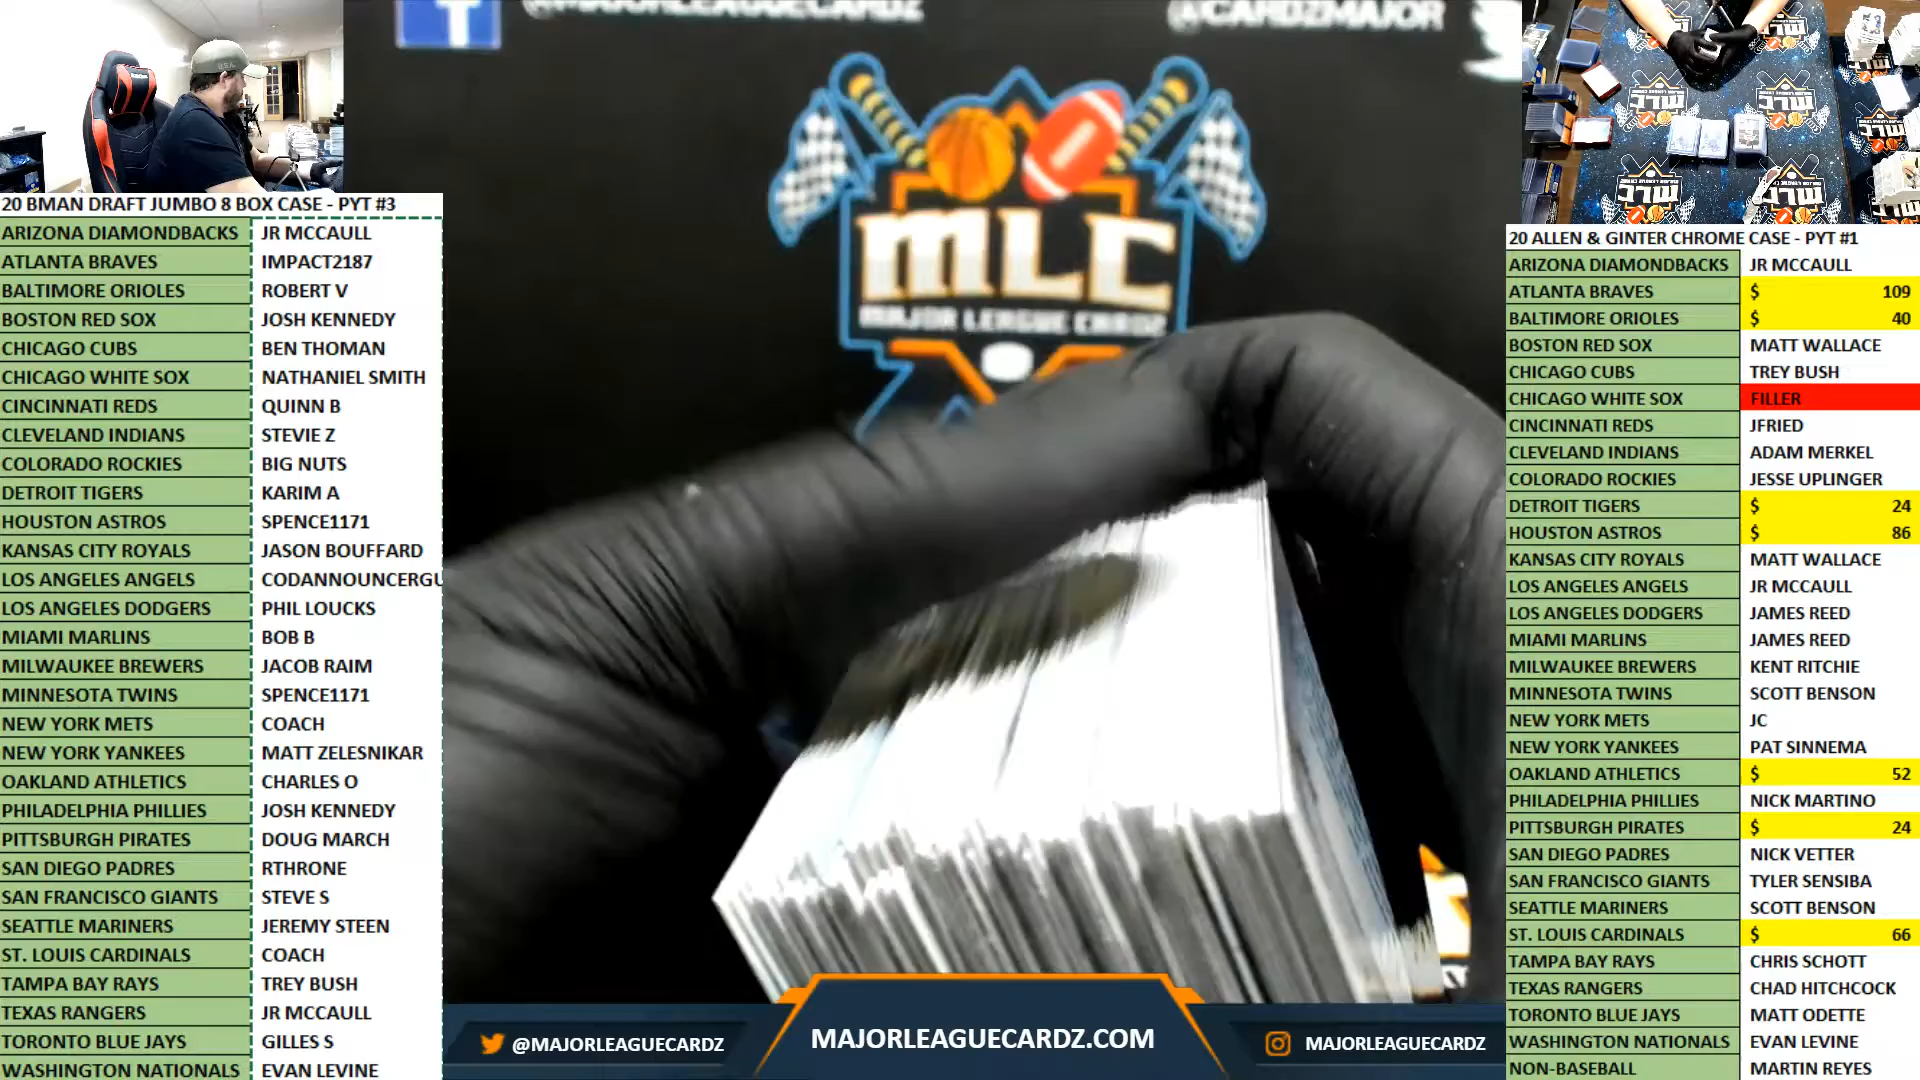 @MAJORLEAGUECARDZ
@CARDZMAJOR
MLC
MAJOR LEAGUE CARDZ
20 BMAN DRAFT JUMBO 8 BOX CASE - PYT #3
ARIZONA DIAMONDBACKS JR MCCAULL
ATLANTA BRAVES IMPACT2187
BALTIMORE ORIOLES ROBERT V
BOSTON RED SOX JOSH KENNEDY
CHICAGO CUBS BEN THOMAN
CHICAGO WHITE SOX NATHANIEL SMITH
CINCINNATI REDS QUINN B
CLEVELAND INDIANS STEVIE Z
COLORADO ROCKIES BIG NUTS
DETROIT TIGERS KARIM A
HOUSTON ASTROS SPENCE1171
KANSAS CITY ROYALS JASON BOUFFARD
LOS ANGELES ANGELS CODANNOUNCERGU
LOS ANGELES DODGERS PHIL LOUCKS
MIAMI MARLINS BOB B
MILWAUKEE BREWERS JACOB RAIM
MINNESOTA TWINS SPENCE1171
NEW YORK METS COACH
NEW YORK YANKEES MATT ZELESNIKAR
OAKLAND ATHLETICS CHARLES O
PHILADELPHIA PHILLIES JOSH KENNEDY
PITTSBURGH PIRATES DOUG MARCH
SAN DIEGO PADRES RTHRONE
SAN FRANCISCO GIANTS STEVE S
SEATTLE MARINERS JEREMY STEEN
ST. LOUIS CARDINALS COACH
TAMPA BAY RAYS TREY BUSH
TEXAS RANGERS JR MCCAULL
TORONTO BLUE JAYS GILLES S
WASHINGTON NATIONALS EVAN LEVINE
20 ALLEN & GINTER CHROME CASE - PYT #1
ARIZONA DIAMONDBACKS JR MCCAULL
ATLANTA BRAVES $ 109
BALTIMORE ORIOLES $ 40
BOSTON RED SOX MATT WALLACE
CHICAGO CUBS TREY BUSH
CHICAGO WHITE SOX FILLER
CINCINNATI REDS JFRIED
CLEVELAND INDIANS ADAM MERKEL
COLORADO ROCKIES JESSE UPLINGER
DETROIT TIGERS $ 24
HOUSTON ASTROS $ 86
KANSAS CITY ROYALS MATT WALLACE
LOS ANGELES ANGELS JR MCCAULL
LOS ANGELES DODGERS JAMES REED
MIAMI MARLINS JAMES REED
MILWAUKEE BREWERS KENT RITCHIE
MINNESOTA TWINS SCOTT BENSON
NEW YORK METS JC
NEW YORK YANKEES PAT SINNEMA
OAKLAND ATHLETICS $ 52
PHILADELPHIA PHILLIES NICK MARTINO
PITTSBURGH PIRATES $ 24
SAN DIEGO PADRES NICK VETTER
SAN FRANCISCO GIANTS TYLER SENSIBA
SEATTLE MARINERS SCOTT BENSON
ST. LOUIS CARDINALS $ 66
TAMPA BAY RAYS CHRIS SCHOTT
TEXAS RANGERS CHAD HITCHCOCK
TORONTO BLUE JAYS MATT ODETTE
WASHINGTON NATIONALS EVAN LEVINE
NON-BASEBALL MARTIN REYES
@MAJORLEAGUECARDZ
MAJORLEAGUECARDZ.COM
MAJORLEAGUECARDZ